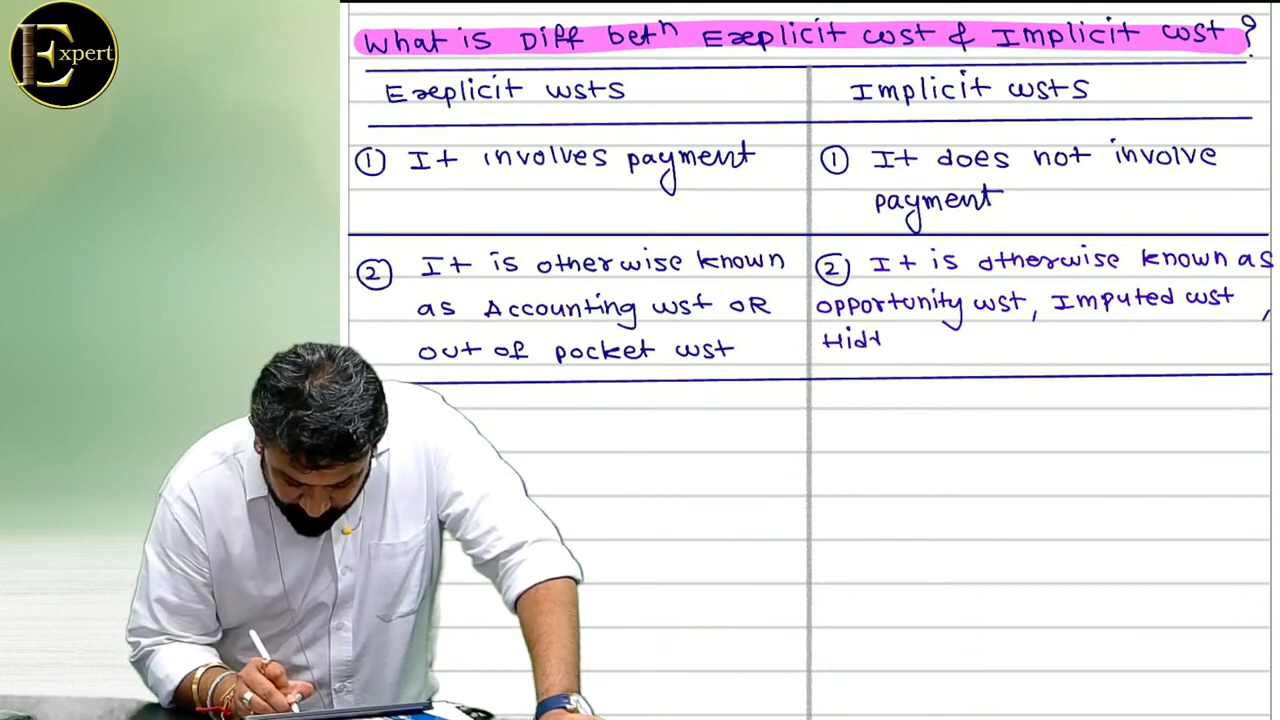 Expert
What is Diff betn Explicit cost & Implicit cost ?
Explicit costs
Implicit costs
① It involves payment
① It does not involve
payment
② It is otherwise known
as Accounting cost OR
out of pocket cost
② It is otherwise known as
opportunity cost, Imputed cost ,
Hidd